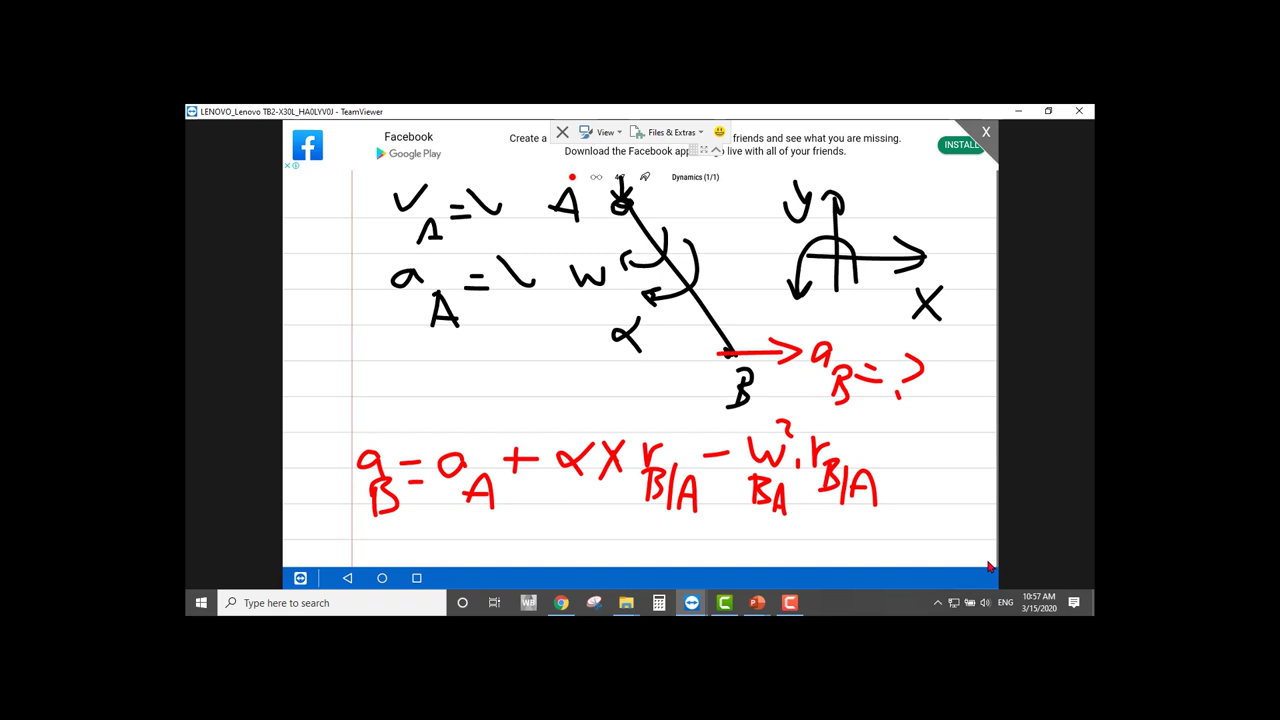 LENOVO_Lenovo TB2-X30L_HA0LYV0J - TeamViewer
Facebook
Google Play
Create a
View
Files & Extras
friends and see what you are missing.
Download the Facebook app
live with all of your friends.
INSTALL
X
Dynamics (1/1)
V_A = ✓
A
y
a_A = ✓
w
X
α
a_B = ?
B
a_B = a_A + α × r_B/A - w²_BA . r_B/A
Type here to search
ENG
10:57 AM
3/15/2020